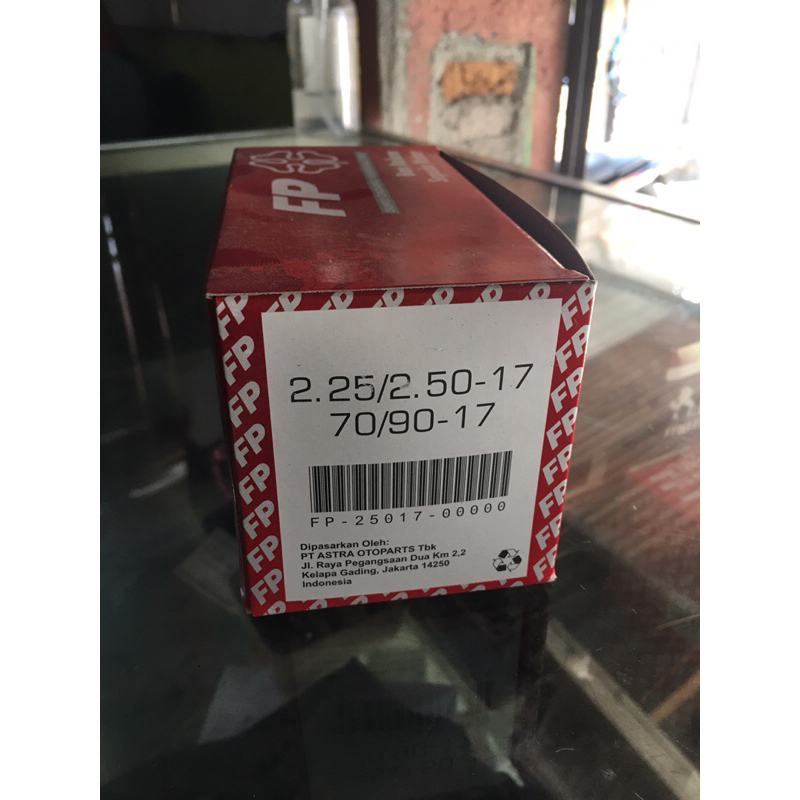 FP
2.25/2.50-17
70/90-17
FP-25017-00000
Dipasarkan Oleh:
PT ASTRA OTOPARTS Tbk
Jl. Raya Pegangsaan Dua Km 2,2
Kelapa Gading, Jakarta 14250
Indonesia